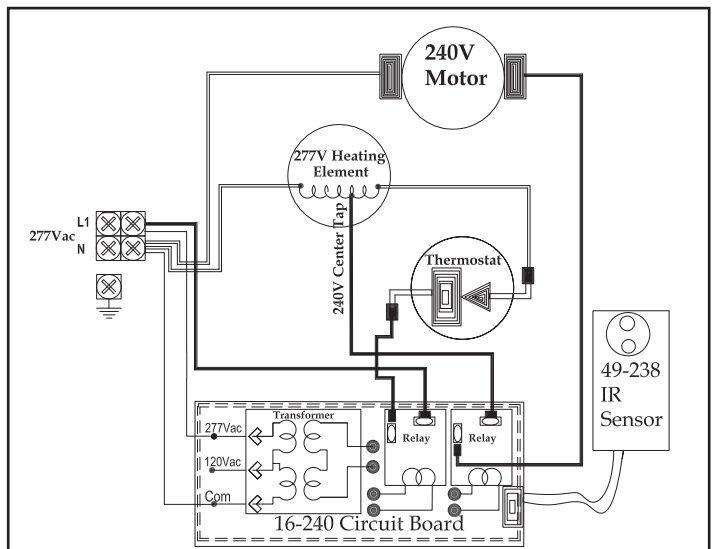 240V
Motor
277V Heating
Element
L1
277Vac
N
240V Center Tap
Thermostat
49-238
IR
Sensor
Transformer
277Vac
Relay
Relay
120Vac
Com
16-240 Circuit Board